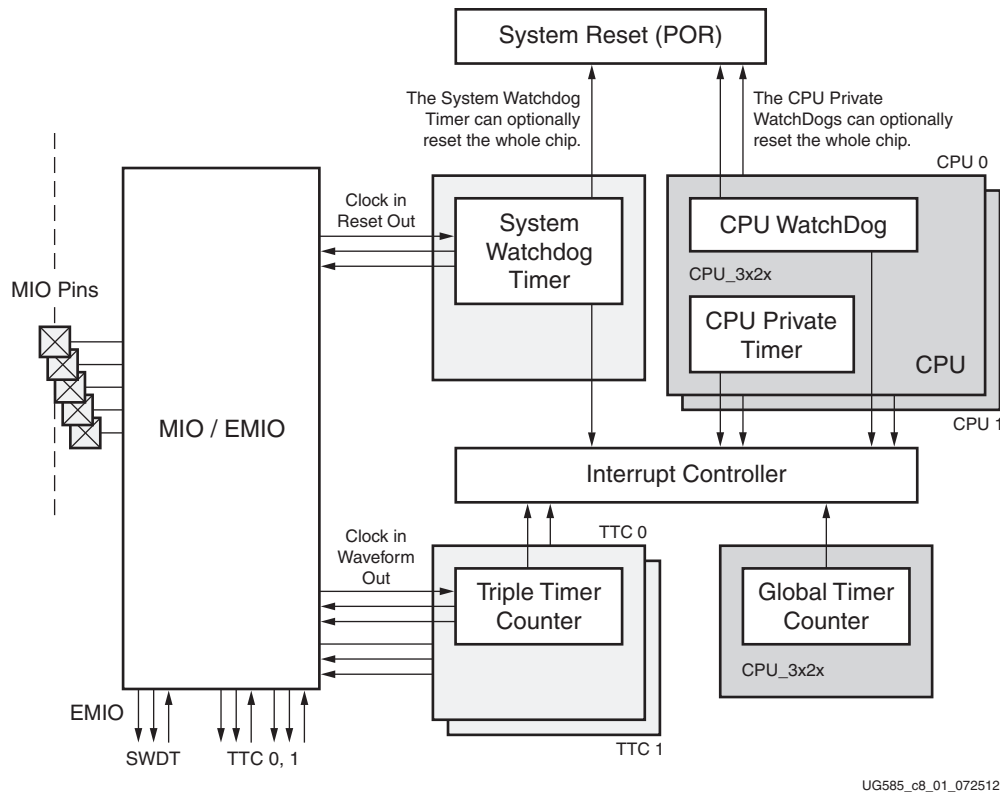 System Reset (POR)
The System Watchdog
Timer can optionally
reset the whole chip.
The CPU Private
WatchDogs can optionally
reset the whole chip.
CPU 0
Clock in
Reset Out
System
Watchdog
Timer
CPU WatchDog
CPU_3x2x
CPU Private
Timer
CPU
CPU 1
MIO Pins
MIO / EMIO
Interrupt Controller
Clock in
Waveform
Out
TTC 0
Triple Timer
Counter
Global Timer
Counter
CPU_3x2x
EMIO
SWDT
TTC 0, 1
TTC 1
UG585_c8_01_072512